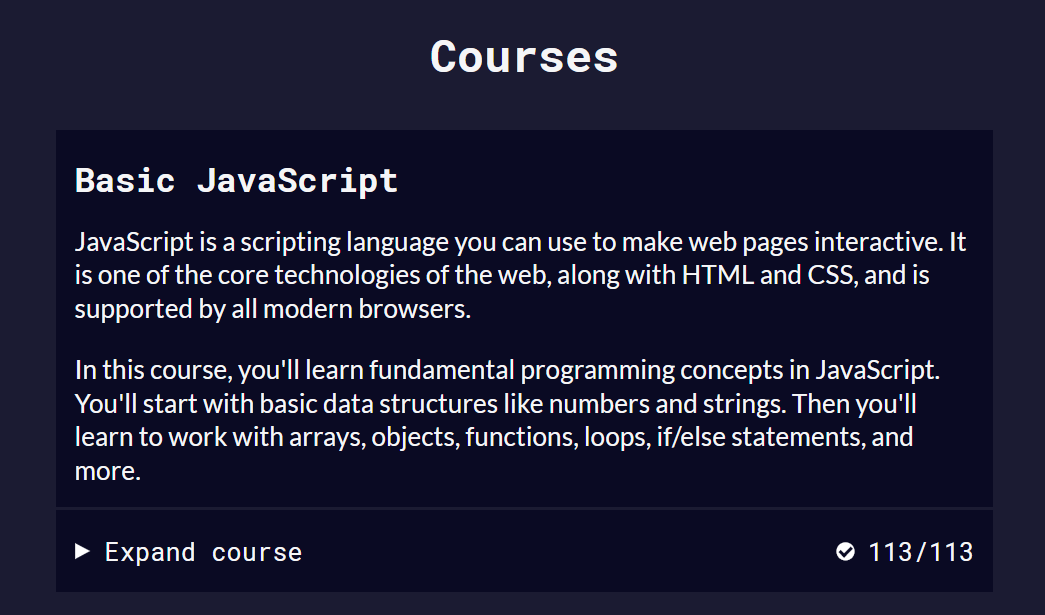 Courses
Basic JavaScript
JavaScript is a scripting language you can use to make web pages interactive. It
is one of the core technologies of the web, along with HTML and CSS, and is
supported by all modern browsers.
In this course, you'll learn fundamental programming concepts in JavaScript.
You'll start with basic data structures like numbers and strings. Then you'll
learn to work with arrays, objects, functions, loops, if/else statements, and
more.
Expand course 113/113